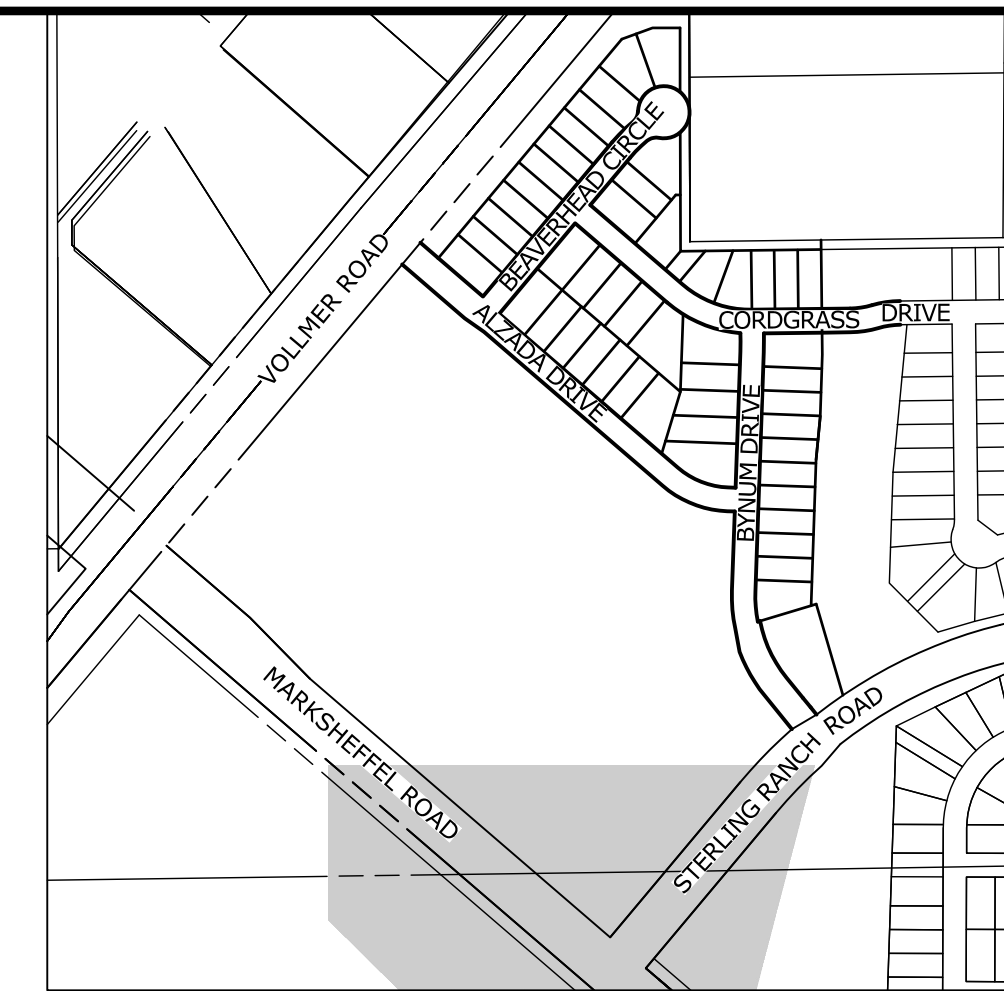 BEAVERHEAD CIRCLE
VOLLMER ROAD
CORDGRASS DRIVE
ALZADA DRIVE
BYNUM DRIVE
MARKSHEFFEL ROAD
STERLING RANCH ROAD